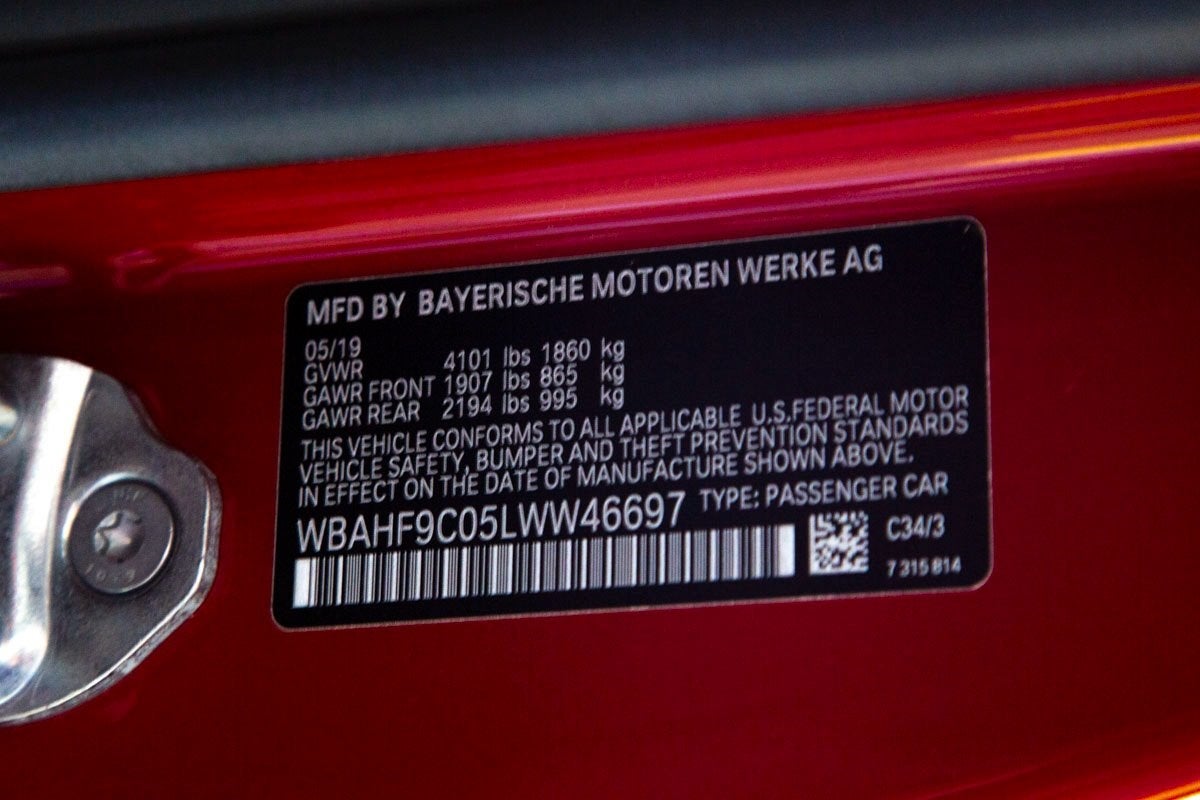 MFD BY BAYERISCHE MOTOREN WERKE AG
05/19
GVWR 4101 lbs 1860 kg
GAWR FRONT 1907 lbs 865 kg
GAWR REAR 2194 lbs 995 kg
THIS VEHICLE CONFORMS TO ALL APPLICABLE U.S.FEDERAL MOTOR
VEHICLE SAFETY, BUMPER AND THEFT PREVENTION STANDARDS
IN EFFECT ON THE DATE OF MANUFACTURE SHOWN ABOVE.
WBAHF9C05LWW46697 TYPE: PASSENGER CAR
C34/3
7 315 814